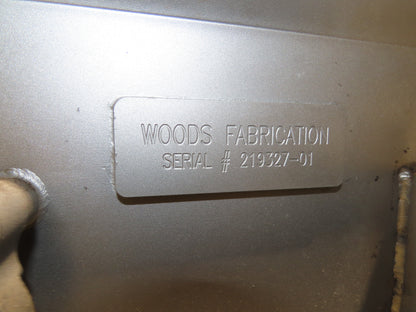 WOODS FABRICATION
SERIAL # 219327-01